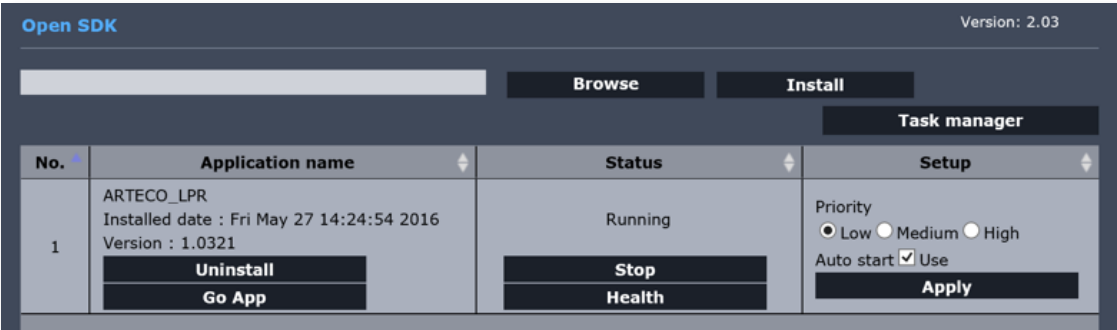 Open SDK
Version: 2.03
Browse
Install
Task manager
No.
Application name
Status
Setup
1
ARTECO_LPR
Installed date : Fri May 27 14:24:54 2016
Version : 1.0321
Uninstall
Go App
Running
Stop
Health
Priority
Low Medium High
Auto start Use
Apply